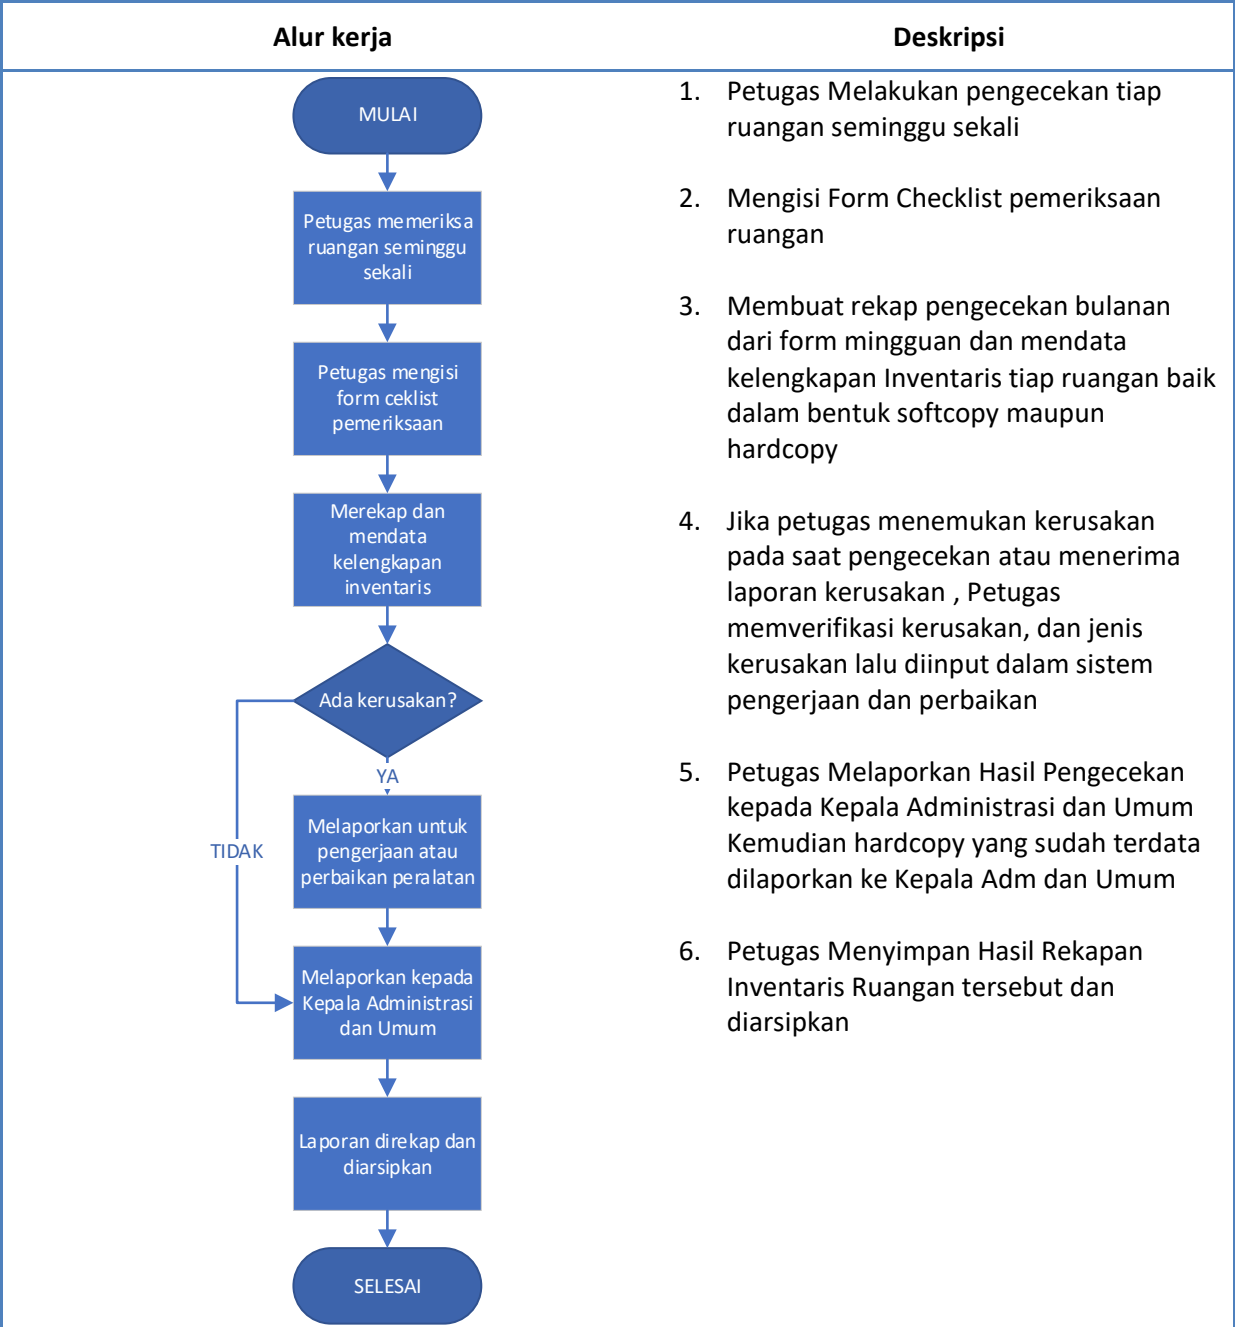 Alur kerja
Deskripsi
MULAI
Petugas memeriksa
ruangan seminggu
sekali
Petugas mengisi
form ceklist
pemeriksaan
Merekap dan
mendata
kelengkapan
inventaris
Ada kerusakan?
YA
TIDAK
Melaporkan untuk
pengerjaan atau
perbaikan peralatan
Melaporkan kepada
Kepala Administrasi
dan Umum
Laporan direkap dan
diarsipkan
SELESAI
1. Petugas Melakukan pengecekan tiap
ruangan seminggu sekali
2. Mengisi Form Checklist pemeriksaan
ruangan
3. Membuat rekap pengecekan bulanan
dari form mingguan dan mendata
kelengkapan Inventaris tiap ruangan baik
dalam bentuk softcopy maupun
hardcopy
4. Jika petugas menemukan kerusakan
pada saat pengecekan atau menerima
laporan kerusakan , Petugas
memverifikasi kerusakan, dan jenis
kerusakan lalu diinput dalam sistem
pengerjaan dan perbaikan
5. Petugas Melaporkan Hasil Pengecekan
kepada Kepala Administrasi dan Umum
Kemudian hardcopy yang sudah terdata
dilaporkan ke Kepala Adm dan Umum
6. Petugas Menyimpan Hasil Rekapan
Inventaris Ruangan tersebut dan
diarsipkan